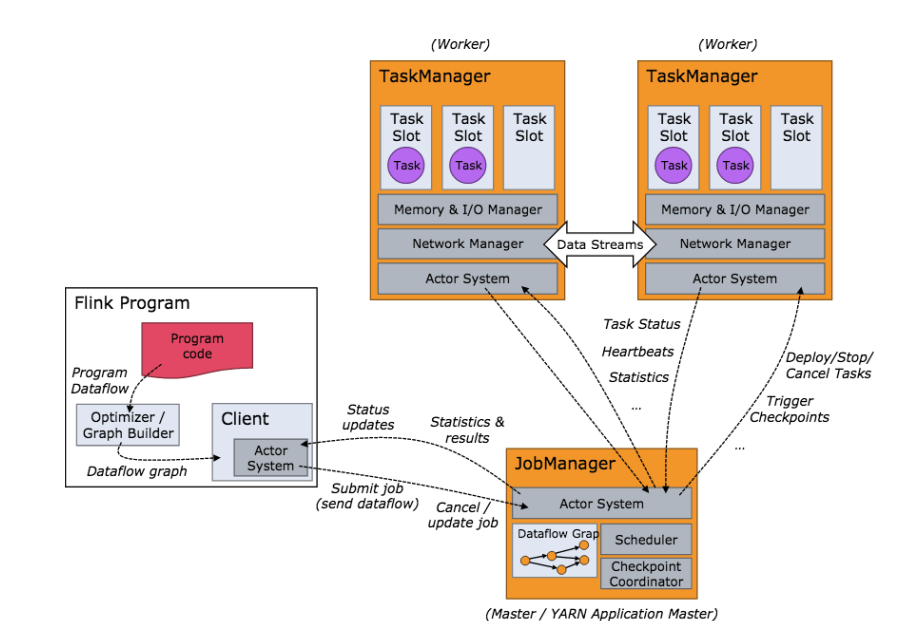 (Worker)
(Worker)
TaskManager
TaskManager
Task
Slot
Task
Task
Slot
Task
Task
Slot
Task
Slot
Task
Task
Slot
Task
Task
Slot
Memory & I/O Manager
Memory & I/O Manager
Network Manager
Data Streams
Network Manager
Actor System
Actor System
Flink Program
Program
code
Program
Dataflow
Optimizer /
Graph Builder
Dataflow graph
Client
Actor
System
Status
updates
Statistics &
results
Submit job
(send dataflow)
Cancel /
update job
Task Status
Heartbeats
Statistics
...
Deploy/Stop/
Cancel Tasks
Trigger
Checkpoints
...
JobManager
Actor System
Dataflow Grap
Scheduler
Checkpoint
Coordinator
(Master / YARN Application Master)